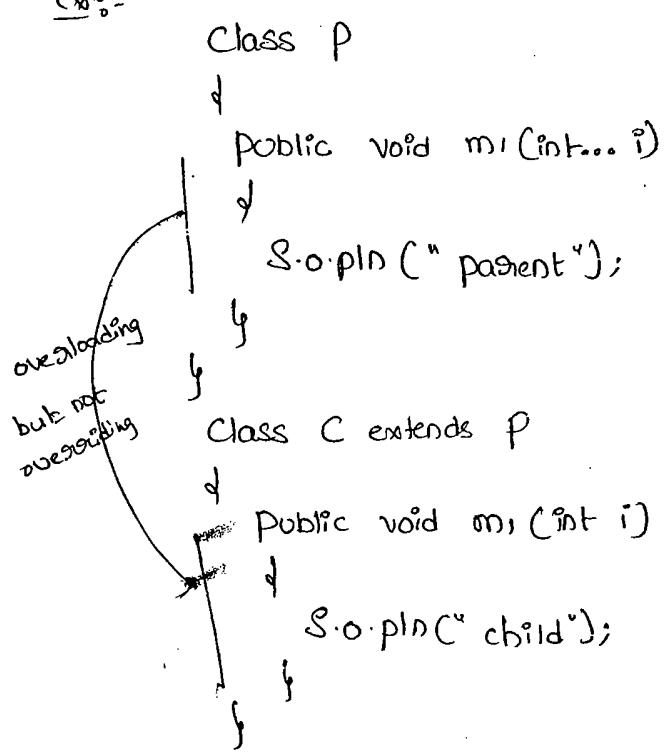 Ex:-
Class P
{
Public void m1 (int... i)
{
S.o.pln (" parent");
}
}
overloading
but not
overriding
Class C extends P
{
Public void m1 (int i)
{
S.o.pln (" child");
}
}